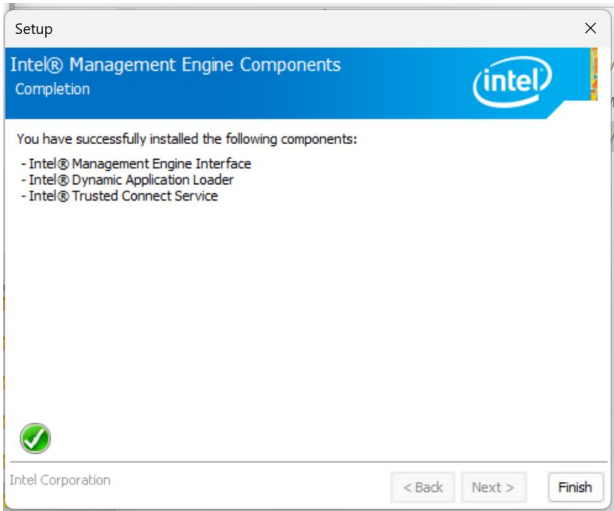 Setup
Intel® Management Engine Components
Completion
intel
You have successfully installed the following components:
- Intel® Management Engine Interface
- Intel® Dynamic Application Loader
- Intel® Trusted Connect Service
Intel Corporation
< Back Next > Finish